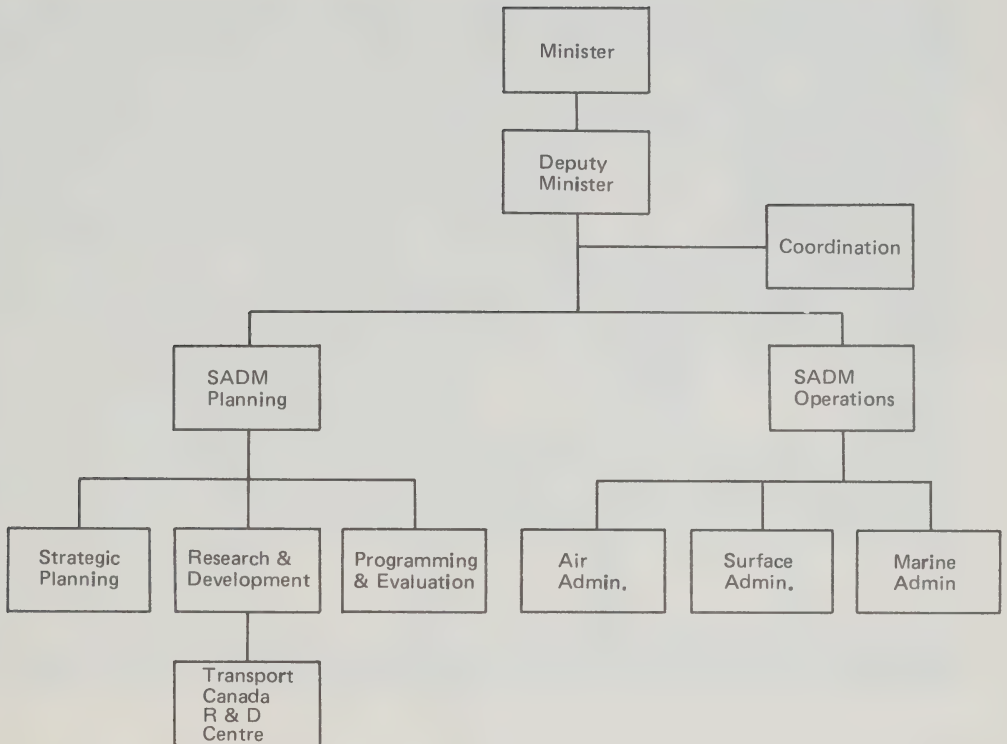 Minister
Deputy
Minister
Coordination
SADM
Planning
SADM
Operations
Strategic
Planning
Research &
Development
Programming
& Evaluation
Air
Admin.
Surface
Admin.
Marine
Admin
Transport
Canada
R & D
Centre